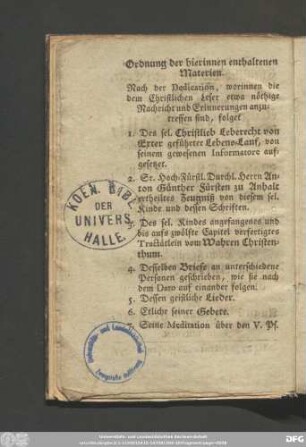 Ordnung der hierinnen enthaltenen
Materien.
Nach der Dedication, worinnen die
dem Christlichen Leser etwa nöthige
Nachricht und Erinnerungen anzu-
treffen sind, folget
1. Des sel. Christlieb Leberecht von
Exter geführter Lebens-Lauf, von
seinem gewesenen Informatore auf-
gesetzet.
2. Sr. Hoch-Fürstl. Durchl. Herrn An-
ton Günther Fürsten zu Anhalt
ertheiltes Zeugniß von diesem sel.
Kinde und dessen Schriften.
3. Des sel. Kindes angefangenes und
bis aufs zwölfte Capitel verfertigtes
Tractätlein vom Wahren Christen-
thum.
4. Desselben Briefe an unterschiedene
Personen geschrieben, wie sie nach
dem Dato auf einander folgen.
5. Dessen geistliche Lieder.
6. Etliche seiner Gebete.
7. Seine Meditation über den V. Ps.
KOEN. BIBL.
DER
UNIVERS.
HALLE.